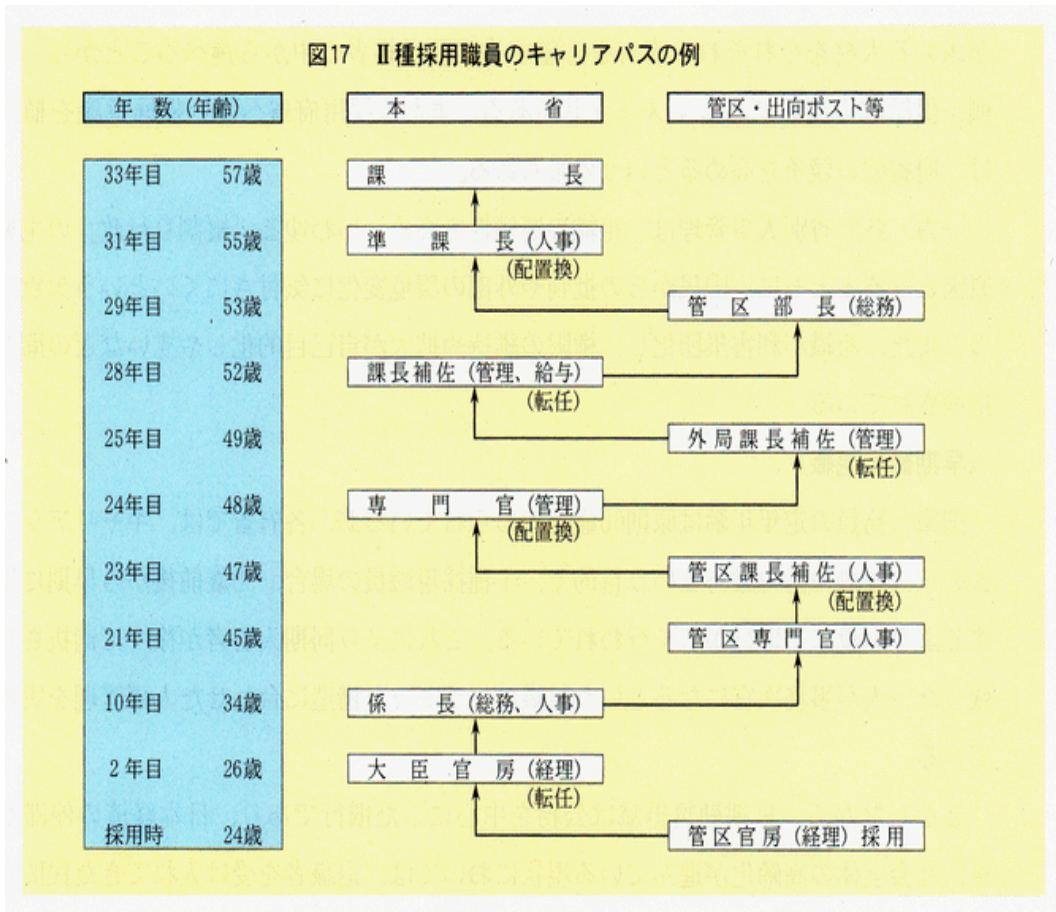 図17 Ⅱ種採用職員のキャリアパスの例
年 数（年齢） 本 省 管区・出向ポスト等
33年目 57歳 課 長
31年目 55歳 準 課 長（人事）
（配置換）
29年目 53歳 管 区 部 長（総務）
28年目 52歳 課長補佐（管理、給与）
（転任）
25年目 49歳 外局課長補佐（管理）
（転任）
24年目 48歳 専 門 官（管理）
（配置換）
23年目 47歳 管区課長補佐（人事）
（配置換）
21年目 45歳 管区専門官（人事）
10年目 34歳 係 長（総務、人事）
2年目 26歳 大 臣 官 房（経理）
（転任）
採用時 24歳 管区官房（経理）採用